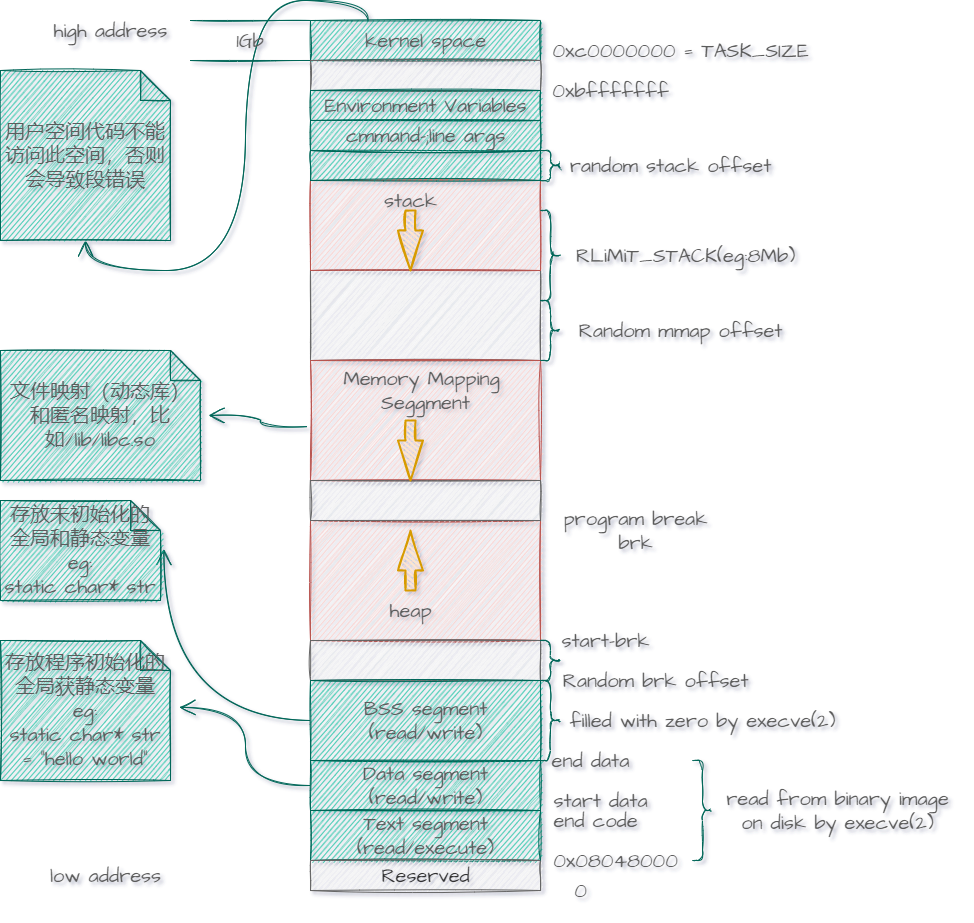 high address
1Gb
kernel space
0xc0000000 = TASK_SIZE
0xbfffffff
Environment Variables
cmmand-;line args
random stack offset
用户空间代码不能
访问此空间，否则
会导致段错误
stack
RLiMiT_STACK(eg:8Mb)
Random mmap offset
Memory Mapping
Seggment
文件映射（动态库）
和匿名映射，比
如/lib/libc.so
program break
brk
存放未初始化的
全局和静态变量
eg:
static char* str
heap
start-brk
Random brk offset
存放程序初始化的
全局获静态变量
eg:
static char* str
= "hello world"
BSS segment
(read/write)
filled with zero by execve(2)
end data
Data segment
(read/write)
start data
end code
read from binary image
on disk by execve(2)
Text segment
(read/execute)
0x08048000
low address
Reserved
0